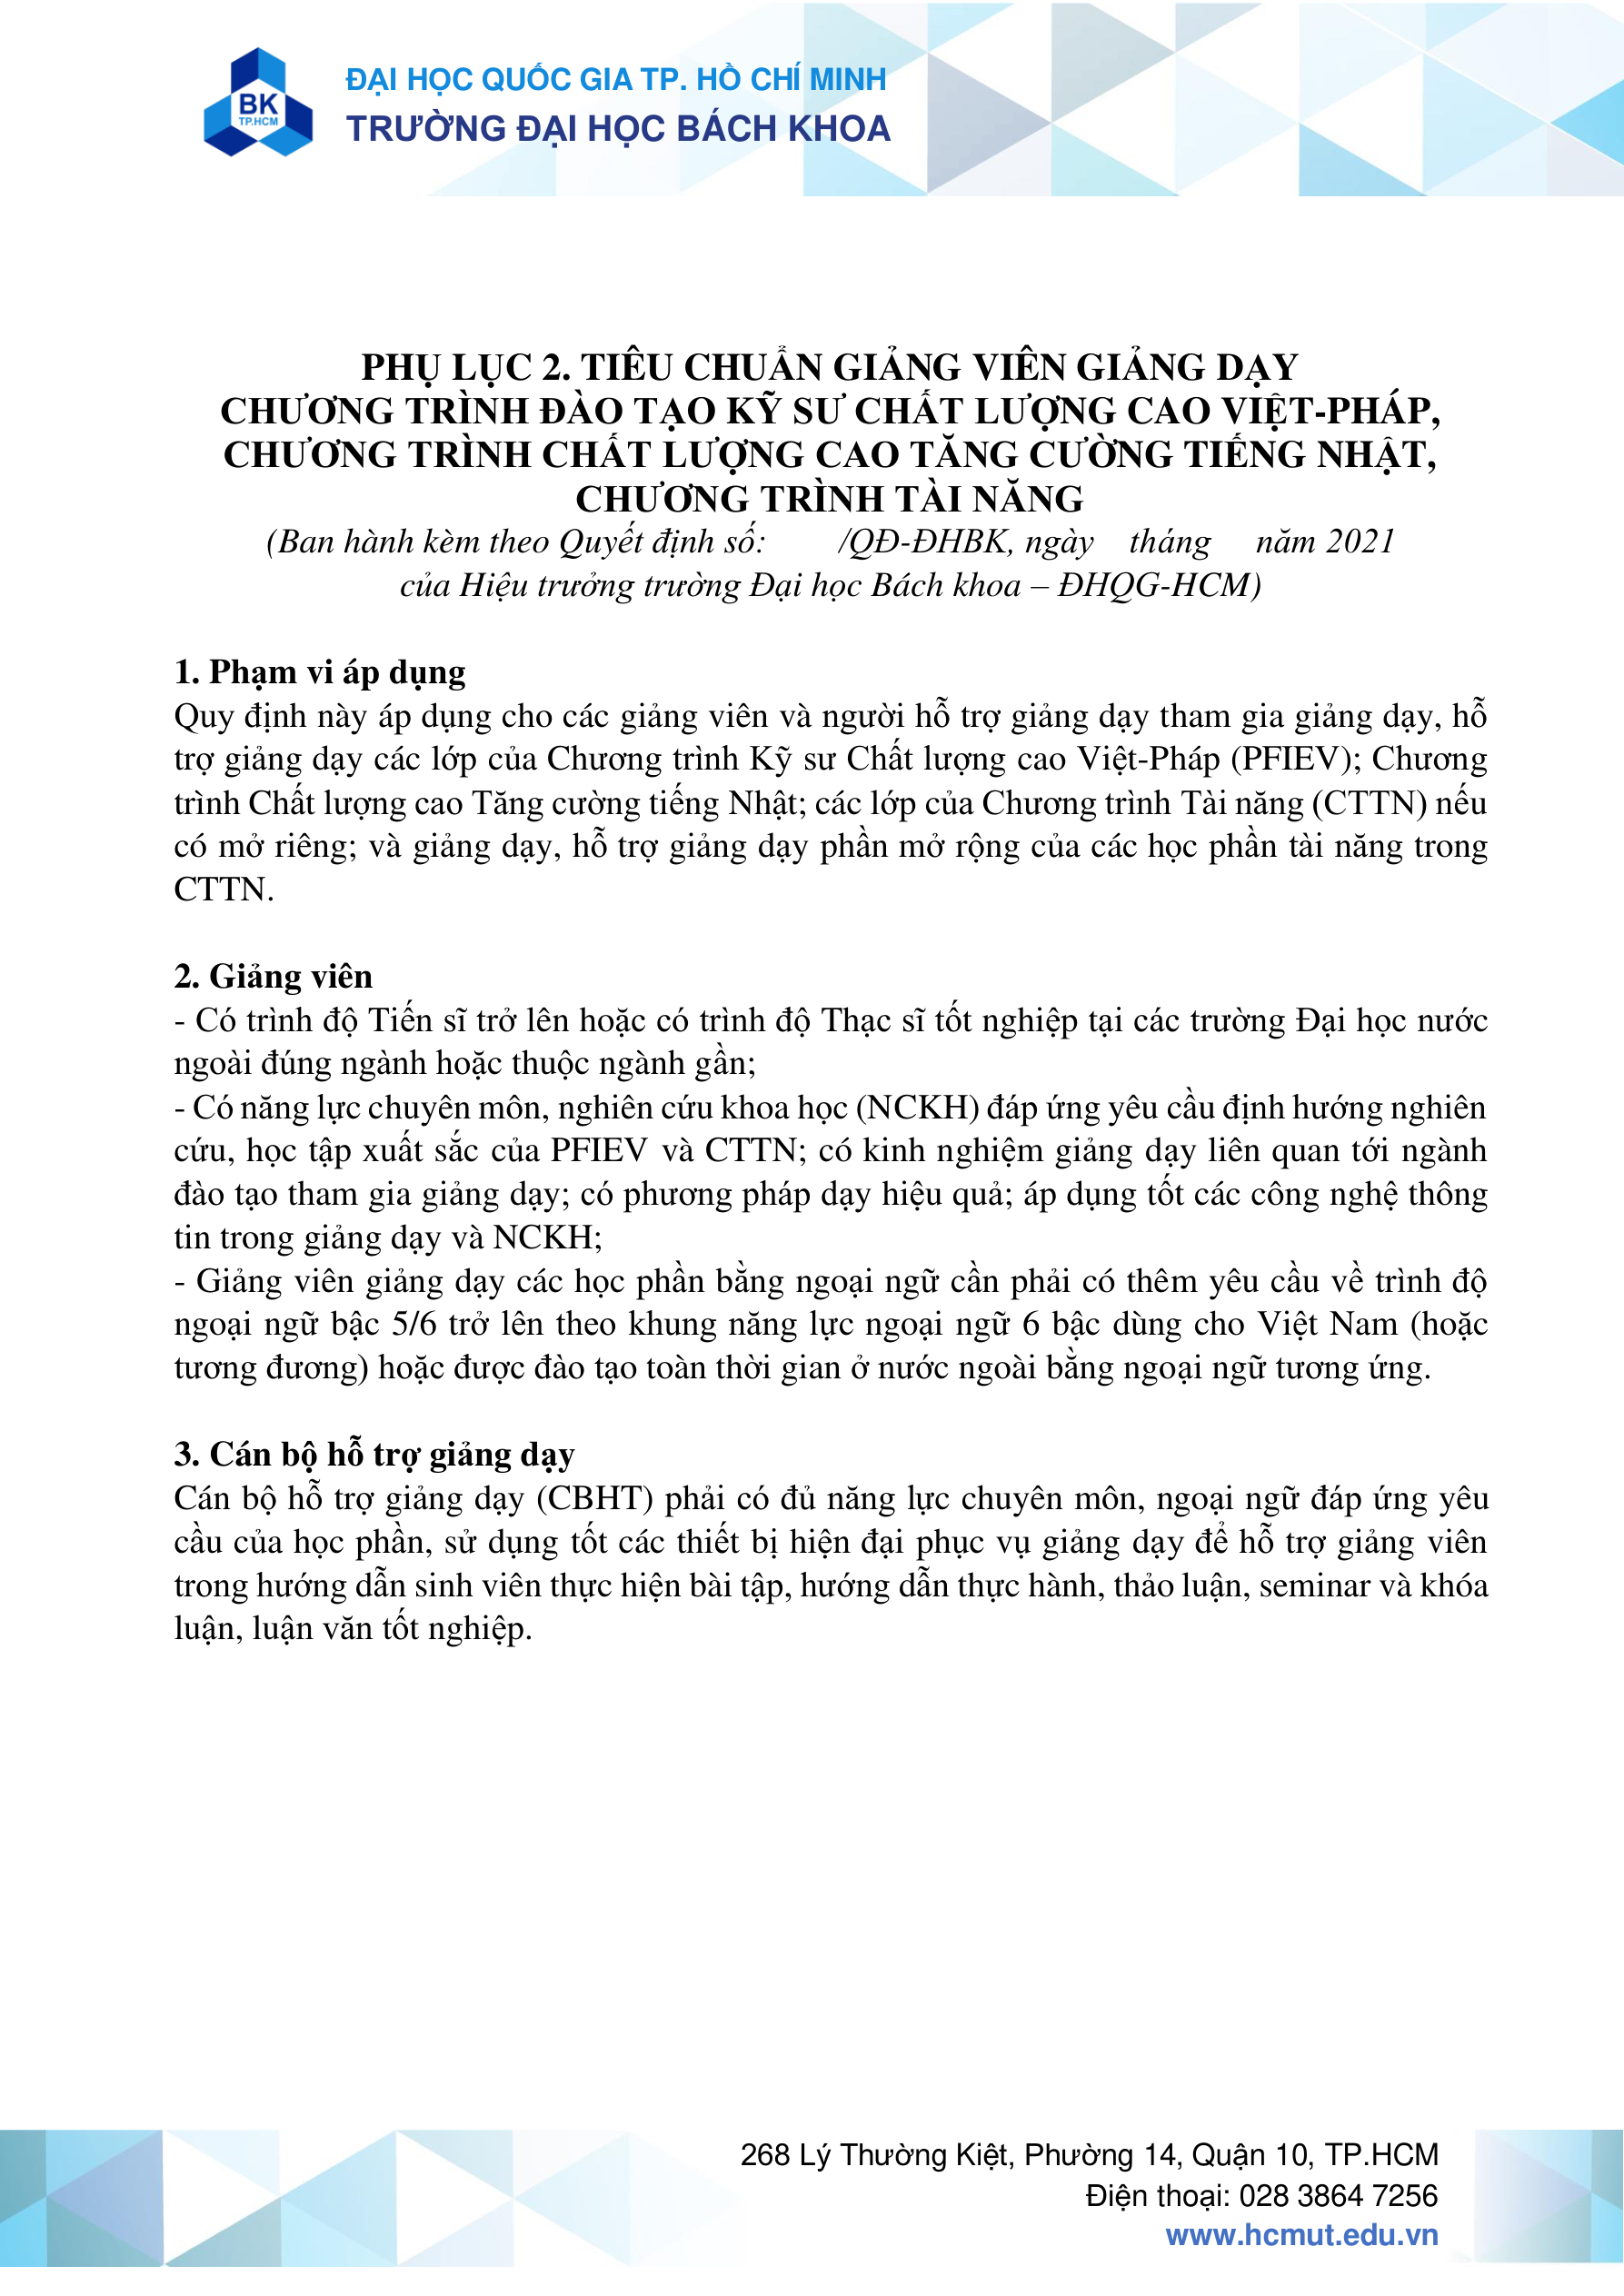 BK
TP.HCM
ĐẠI HỌC QUỐC GIA TP. HỒ CHÍ MINH
TRƯỜNG ĐẠI HỌC BÁCH KHOA
PHỤ LỤC 2. TIÊU CHUẨN GIẢNG VIÊN GIẢNG DẠY
CHƯƠNG TRÌNH ĐÀO TẠO KỸ SƯ CHẤT LƯỢNG CAO VIỆT-PHÁP,
CHƯƠNG TRÌNH CHẤT LƯỢNG CAO TĂNG CƯỜNG TIẾNG NHẬT,
CHƯƠNG TRÌNH TÀI NĂNG
(Ban hành kèm theo Quyết định số: /QĐ-ĐHBK, ngày tháng năm 2021
của Hiệu trưởng trường Đại học Bách khoa – ĐHQG-HCM)
1. Phạm vi áp dụng
Quy định này áp dụng cho các giảng viên và người hỗ trợ giảng dạy tham gia giảng dạy, hỗ
trợ giảng dạy các lớp của Chương trình Kỹ sư Chất lượng cao Việt-Pháp (PFIEV); Chương
trình Chất lượng cao Tăng cường tiếng Nhật; các lớp của Chương trình Tài năng (CTTN) nếu
có mở riêng; và giảng dạy, hỗ trợ giảng dạy phần mở rộng của các học phần tài năng trong
CTTN.
2. Giảng viên
- Có trình độ Tiến sĩ trở lên hoặc có trình độ Thạc sĩ tốt nghiệp tại các trường Đại học nước
ngoài đúng ngành hoặc thuộc ngành gần;
- Có năng lực chuyên môn, nghiên cứu khoa học (NCKH) đáp ứng yêu cầu định hướng nghiên
cứu, học tập xuất sắc của PFIEV và CTTN; có kinh nghiệm giảng dạy liên quan tới ngành
đào tạo tham gia giảng dạy; có phương pháp dạy hiệu quả; áp dụng tốt các công nghệ thông
tin trong giảng dạy và NCKH;
- Giảng viên giảng dạy các học phần bằng ngoại ngữ cần phải có thêm yêu cầu về trình độ
ngoại ngữ bậc 5/6 trở lên theo khung năng lực ngoại ngữ 6 bậc dùng cho Việt Nam (hoặc
tương đương) hoặc được đào tạo toàn thời gian ở nước ngoài bằng ngoại ngữ tương ứng.
3. Cán bộ hỗ trợ giảng dạy
Cán bộ hỗ trợ giảng dạy (CBHT) phải có đủ năng lực chuyên môn, ngoại ngữ đáp ứng yêu
cầu của học phần, sử dụng tốt các thiết bị hiện đại phục vụ giảng dạy để hỗ trợ giảng viên
trong hướng dẫn sinh viên thực hiện bài tập, hướng dẫn thực hành, thảo luận, seminar và khóa
luận, luận văn tốt nghiệp.
268 Lý Thường Kiệt, Phường 14, Quận 10, TP.HCM
Điện thoại: 028 3864 7256
www.hcmut.edu.vn